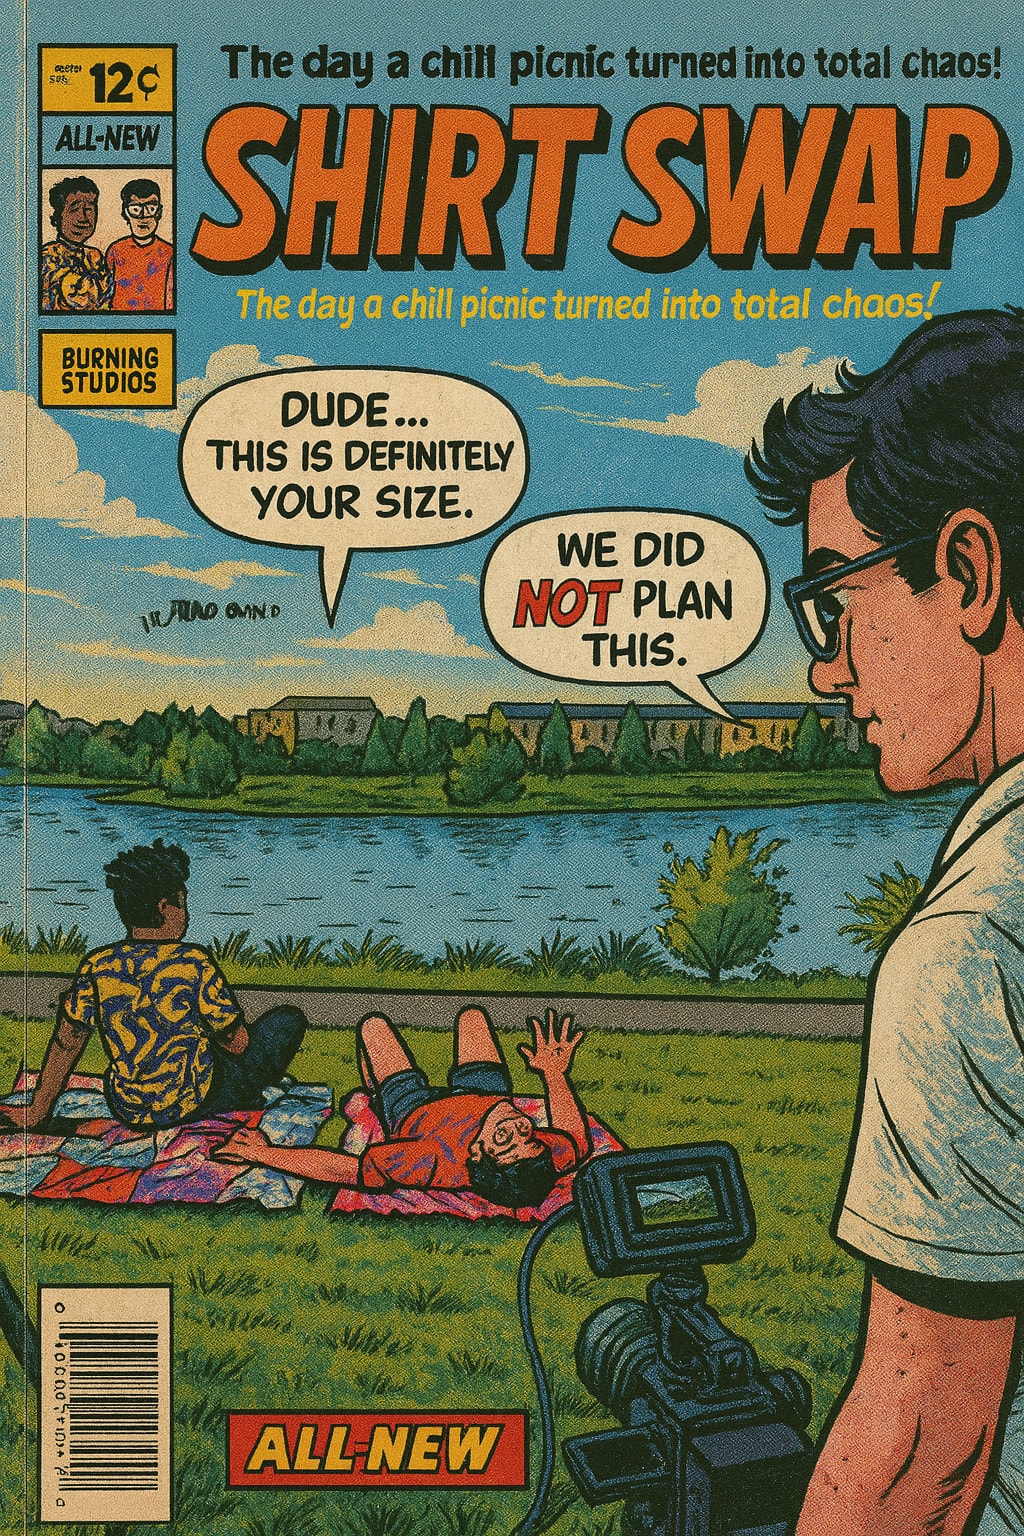 The day a chill picnic turned into total chaos!
12¢
ALL-NEW
SHIRT SWAP
The day a chill picnic turned into total chaos!
BURNING
STUDIOS
DUDE...
THIS IS DEFINITELY
YOUR SIZE.
WE DID
NOT PLAN
THIS.
ALL-NEW